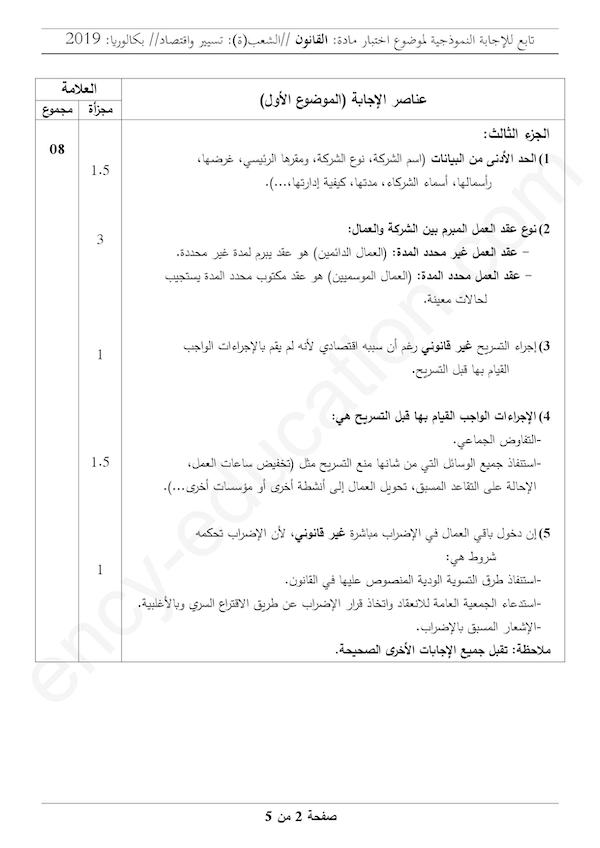 تابع للإجابة النموذجية لموضوع اختبار مادة: القانون //الشعب(ة): تسيير واقتصاد// بكالوريا: 2019
العلامة
عناصر الإجابة (الموضوع الأول)
مجزأة
مجموع
الجزء الثالث:
08
1) الحد الأدنى من البيانات (اسم الشركة، نوع الشركة، ومقرها الرئيسي، غرضها،
1.5
رأسمالها، أسماء الشركاء، مدتها، كيفية إدارتها،...).
2) نوع عقد العمل المبرم بين الشركة والعمال:
3
– عقد العمل غير محدد المدة: (العمال الدائمين) هو عقد يبرم لمدة غير محددة.
– عقد العمل محدد المدة: (العمال الموسميين) هو عقد مكتوب محدد المدة يستجيب
لحالات معينة.
3) إجراء التسريح غير قانوني رغم أن سببه اقتصادي لأنه لم يقم بالإجراءات الواجب
1
القيام بها قبل التسريح.
4) الإجراءات الواجب القيام بها قبل التسريح هي:
-التفاوض الجماعي.
-استنفاذ جميع الوسائل التي من شانها منع التسريح مثل (تخفيض ساعات العمل،
1.5
الإحالة على التقاعد المسبق، تحويل العمال إلى أنشطة أخرى أو مؤسسات أخرى...).
5) إن دخول باقي العمال في الإضراب مباشرة غير قانوني، لأن الإضراب تحكمه
شروط هي:
1
-استنفاذ طرق التسوية الودية المنصوص عليها في القانون.
-استدعاء الجمعية العامة للانعقاد واتخاذ قرار الإضراب عن طريق الاقتراع السري وبالأغلبية.
-الإشعار المسبق بالإضراب.
ملاحظة: تقبل جميع الإجابات الأخرى الصحيحة.
ency-education.com
صفحة 2 من 5